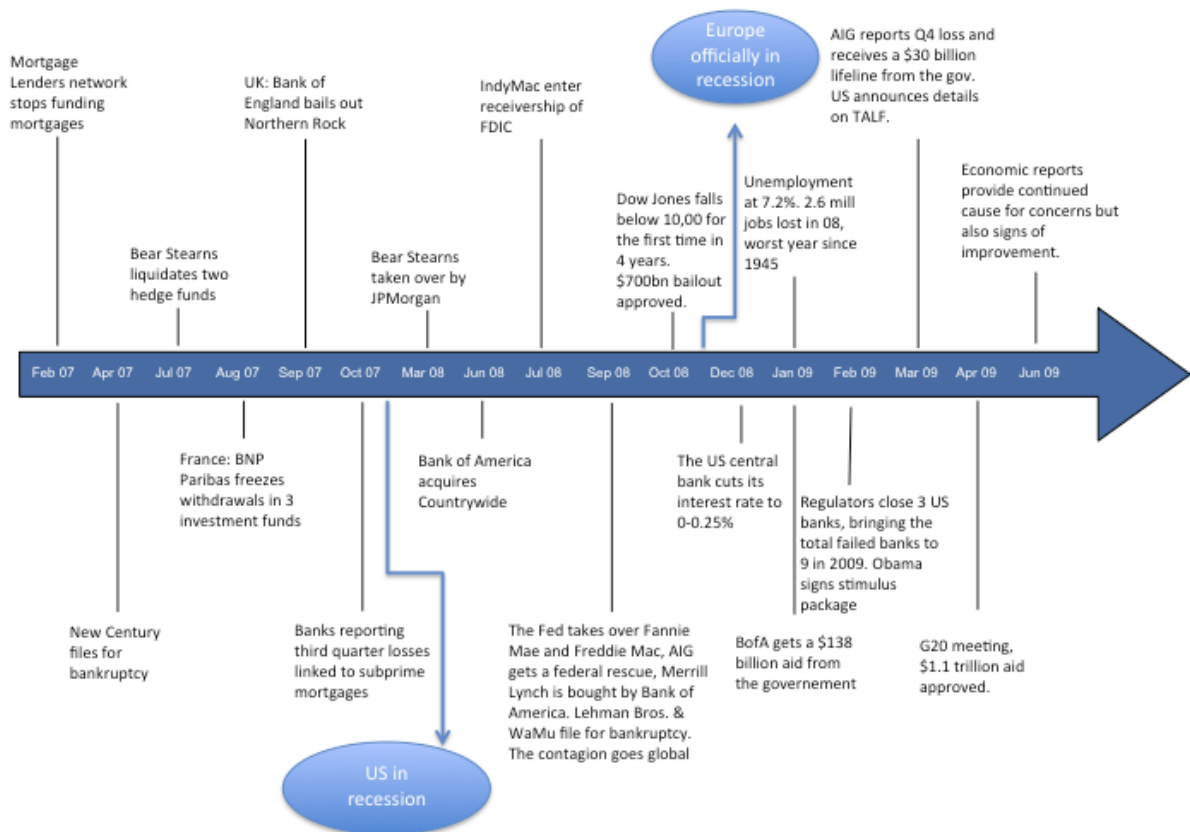 Mortgage
Lenders network
stops funding
mortgages
UK: Bank of
England bails out
Northern Rock
IndyMac enter
receivership of
FDIC
Europe
officially in
recession
AIG reports Q4 loss and
receives a $30 billion
lifeline from the gov.
US announces details
on TALF.
Bear Stearns
liquidates two
hedge funds
Bear Stearns
taken over by
JPMorgan
Dow Jones falls
below 10,00 for
the first time in
4 years.
$700bn bailout
approved.
Unemployment
at 7.2%. 2.6 mill
jobs lost in 08,
worst year since
1945
Economic reports
provide continued
cause for concerns but
also signs of
improvement.
Feb 07 Apr 07 Jul 07 Aug 07 Sep 07 Oct 07 Mar 08 Jun 08 Jul 08 Sep 08 Oct 08 Dec 08 Jan 09 Feb 09 Mar 09 Apr 09 Jun 09
France: BNP
Paribas freezes
withdrawals in 3
investment funds
Bank of America
acquires
Countrywide
The US central
bank cuts its
interest rate to
0-0.25%
Regulators close 3 US
banks, bringing the
total failed banks to
9 in 2009. Obama
signs stimulus
package
New Century
files for
bankruptcy
Banks reporting
third quarter losses
linked to subprime
mortgages
The Fed takes over Fannie
Mae and Freddie Mac, AIG
gets a federal rescue, Merrill
Lynch is bought by Bank of
America. Lehman Bros. &
WaMu file for bankruptcy.
The contagion goes global
BofA gets a $138
billion aid from
the governement
G20 meeting,
$1.1 trillion aid
approved.
US in
recession